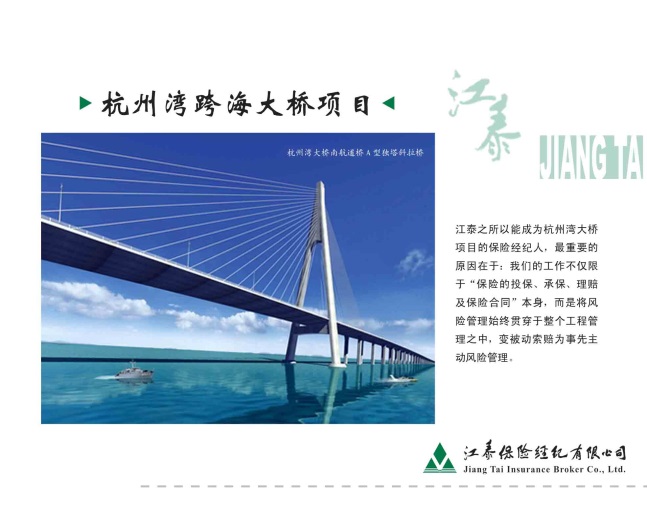 杭州湾跨海大桥项目
江泰
JIANG TAI
杭州湾大桥南航道桥A型独塔斜拉桥
江泰之所以能成为杭州湾大桥
项目的保险经纪人，最重要的
原因在于：我们的工作不仅限
于“保险的投保、承保、理赔
及保险合同”本身，而是将风
险管理始终贯穿于整个工程管
理之中，变被动索赔为事先主
动风险管理。
江泰保险经纪有限公司
Jiang Tai Insurance Broker Co., Ltd.